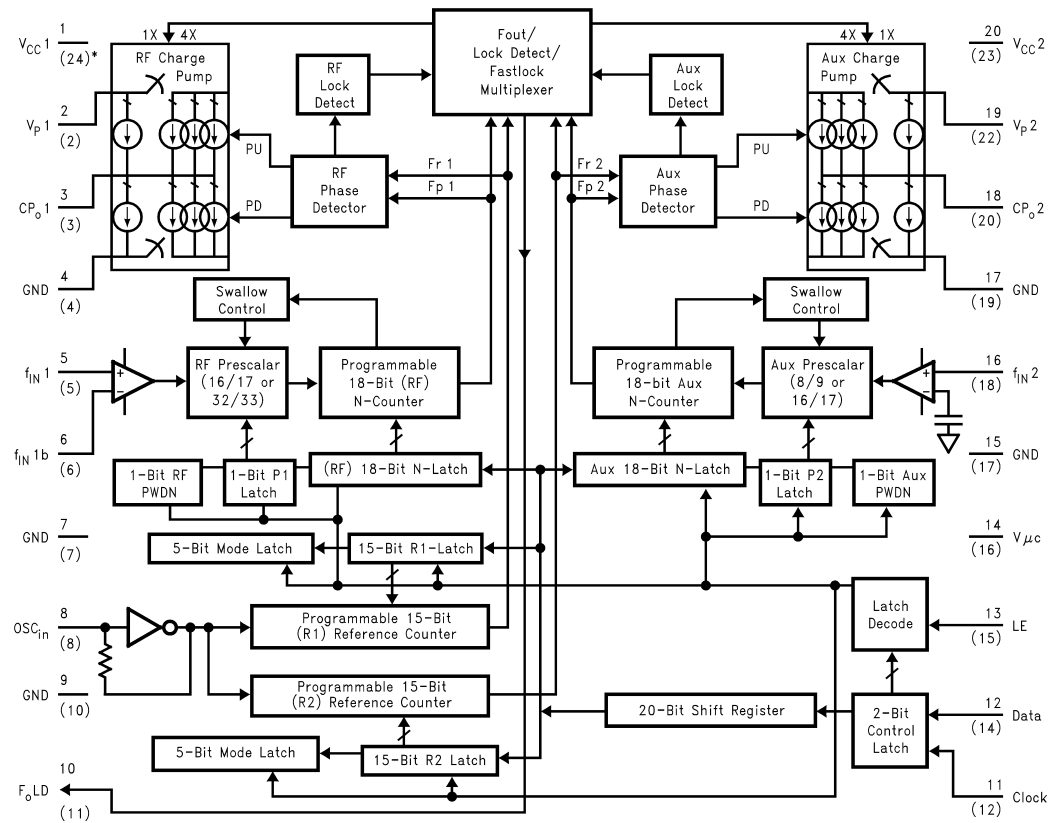 1
V_CC 1
(24)*
2
V_P 1
(2)
3
CP_o 1
(3)
4
GND
(4)
5
f_IN 1
(5)
6
f_IN 1b
(6)
7
GND
(7)
8
OSC_in
(8)
9
GND
(10)
10
F_oLD
(11)
20
V_CC 2
(23)
19
V_P 2
(22)
18
CP_o 2
(20)
17
GND
(19)
16
f_IN 2
(18)
15
GND
(17)
14
V μc
(16)
13
LE
(15)
12
Data
(14)
11
Clock
(12)
1X 4X
RF Charge
Pump
PU
PD
RF
Lock
Detect
RF
Phase
Detector
Fout/
Lock Detect/
Fastlock
Multiplexer
Fr 1
Fp 1
Fr 2
Fp 2
Aux
Lock
Detect
Aux
Phase
Detector
PU
PD
4X 1X
Aux Charge
Pump
Swallow
Control
+
−
RF Prescalar
(16/17 or
32/33)
Programmable
18-Bit (RF)
N-Counter
Swallow
Control
Programmable
18-bit Aux
N-Counter
Aux Prescalar
(8/9 or
16/17)
+
−
1-Bit RF
PWDN
1-Bit P1
Latch
(RF) 18-Bit N-Latch
Aux 18-Bit N-Latch
1-Bit P2
Latch
1-Bit Aux
PWDN
5-Bit Mode Latch
15-Bit R1-Latch
Programmable 15-Bit
(R1) Reference Counter
Programmable 15-Bit
(R2) Reference Counter
5-Bit Mode Latch
15-Bit R2 Latch
20-Bit Shift Register
Latch
Decode
2-Bit
Control
Latch